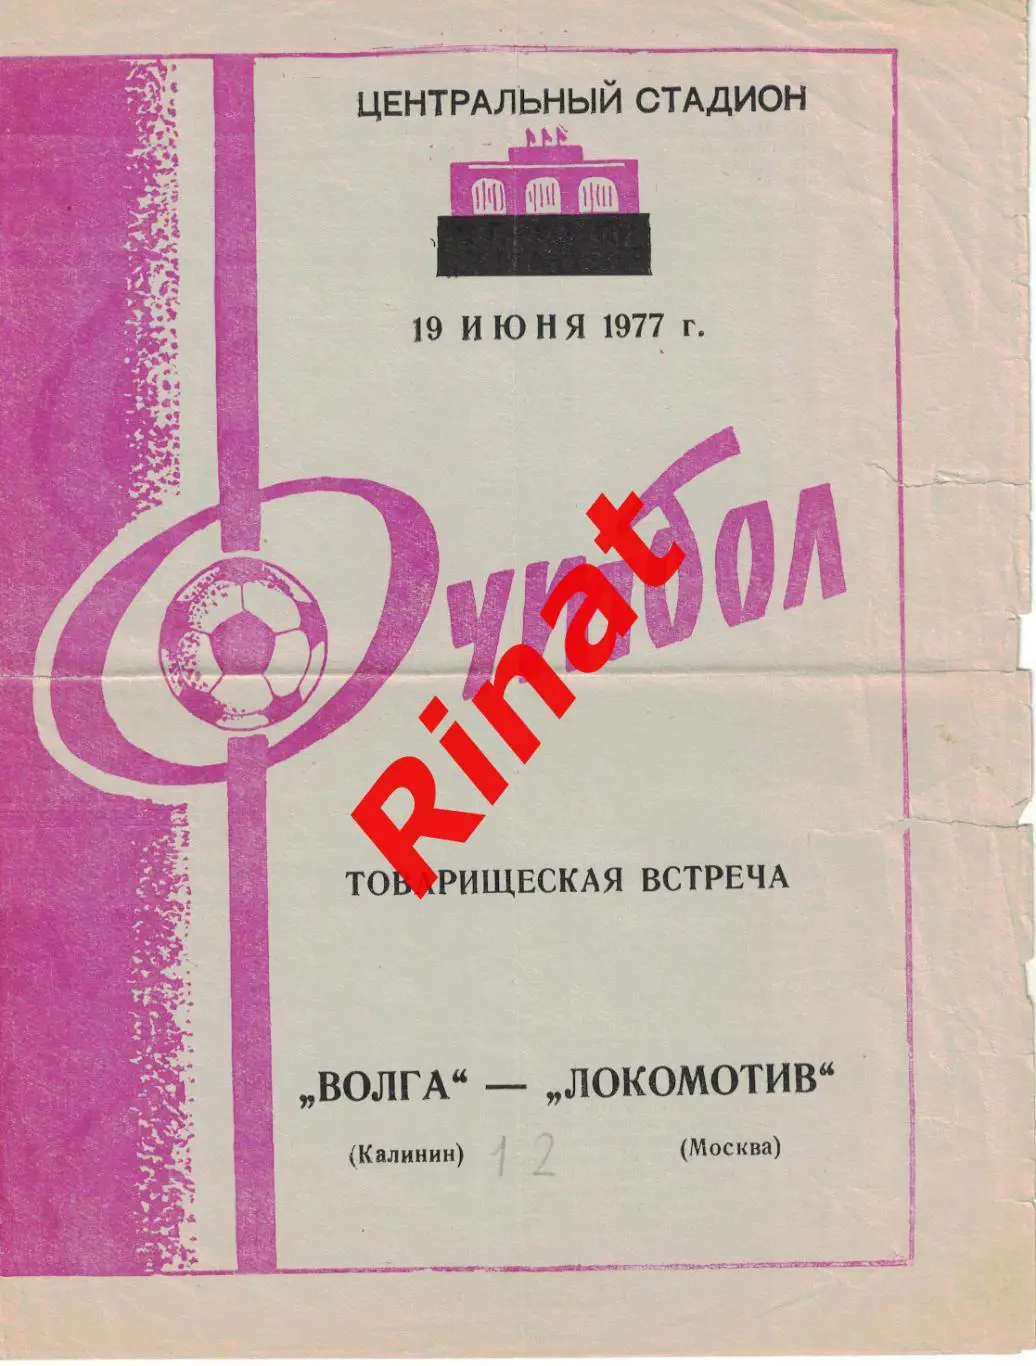 ЦЕНТРАЛЬНЫЙ СТАДИОН
19 ИЮНЯ 1977 г.
Футбол
Rinat
ТОВАРИЩЕСКАЯ ВСТРЕЧА
„ВОЛГА“ — „ЛОКОМОТИВ“
(Калинин) 1 2 (Москва)